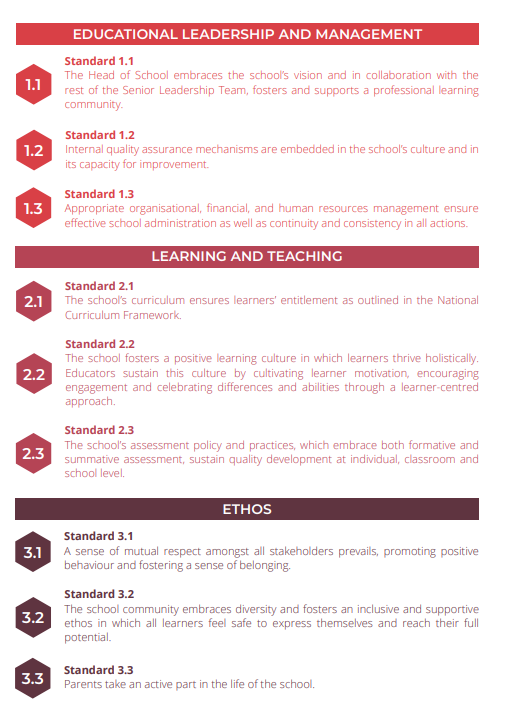 EDUCATIONAL LEADERSHIP AND MANAGEMENT
Standard 1.1
1.1
The Head of School embraces the school's vision and in collaboration with the
rest of the Senior Leadership Team, fosters and supports a professional learning
community.
Standard 1.2
1.2
Internal quality assurance mechanisms are embedded in the school's culture and in
its capacity for improvement.
Standard 1.3
1.3
Appropriate organisational, financial, and human resources management ensure
effective school administration as well as continuity and consistency in all actions.
LEARNING AND TEACHING
Standard 2.1
2.1
The school's curriculum ensures learners' entitlement as outlined in the National
Curriculum Framework.
Standard 2.2
2.2
The school fosters a positive learning culture in which learners thrive holistically.
Educators sustain this culture by cultivating learner motivation, encouraging
engagement and celebrating differences and abilities through a learner-centred
approach.
Standard 2.3
2.3
The school's assessment policy and practices, which embrace both formative and
summative assessment, sustain quality development at individual, classroom and
school level.
ETHOS
Standard 3.1
3.1
A sense of mutual respect amongst all stakeholders prevails, promoting positive
behaviour and fostering a sense of belonging.
Standard 3.2
3.2
The school community embraces diversity and fosters an inclusive and supportive
ethos in which all learners feel safe to express themselves and reach their full
potential.
Standard 3.3
3.3
Parents take an active part in the life of the school.